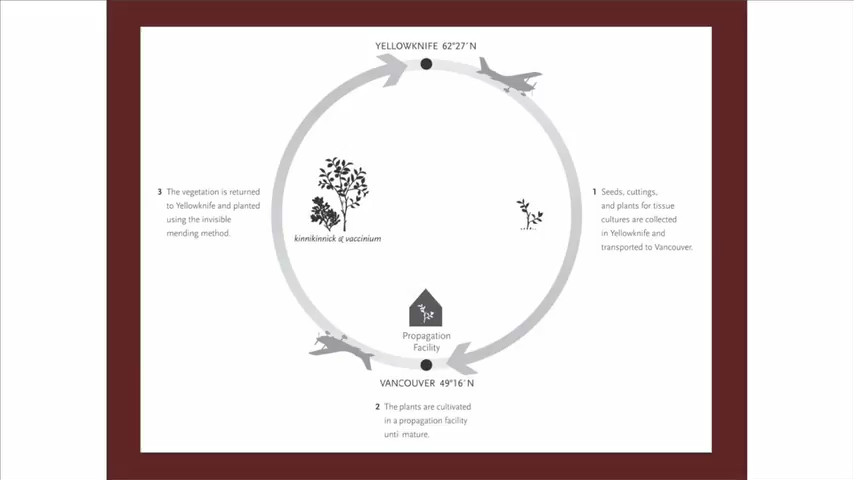 YELLOWKNIFE 62°27´N
1 Seeds, cuttings,
and plants for tissue
cultures are collected
in Yellowknife and
transported to Vancouver.
Propagation
Facility
VANCOUVER 49°16´N
2 The plants are cultivated
in a propagation facility
until mature.
3 The vegetation is returned
to Yellowknife and planted
using the invisible
mending method.
kinnikinnick & vaccinium